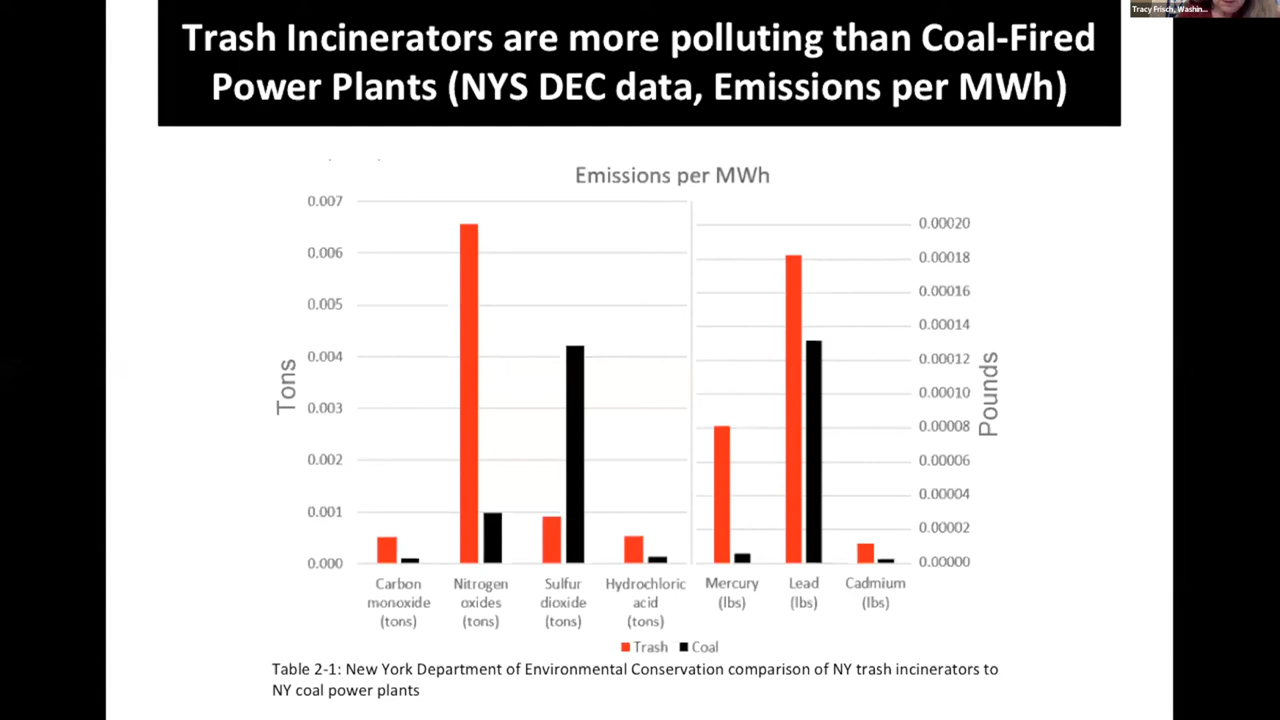 Tracy Frisch, Washin...
Trash Incinerators are more polluting than Coal-Fired
Power Plants (NYS DEC data, Emissions per MWh)
Emissions per MWh
Tons
0.007
0.006
0.005
0.004
0.003
0.002
0.001
0.000
0.00020
0.00018
0.00016
0.00014
0.00012
0.00010
0.00008
0.00006
0.00004
0.00002
0.00000
Pounds
Carbon
monoxide
(tons)
Nitrogen
oxides
(tons)
Sulfur
dioxide
(tons)
Hydrochloric
acid
(tons)
Mercury
(lbs)
Lead
(lbs)
Cadmium
(lbs)
Trash Coal
Table 2-1: New York Department of Environmental Conservation comparison of NY trash incinerators to
NY coal power plants